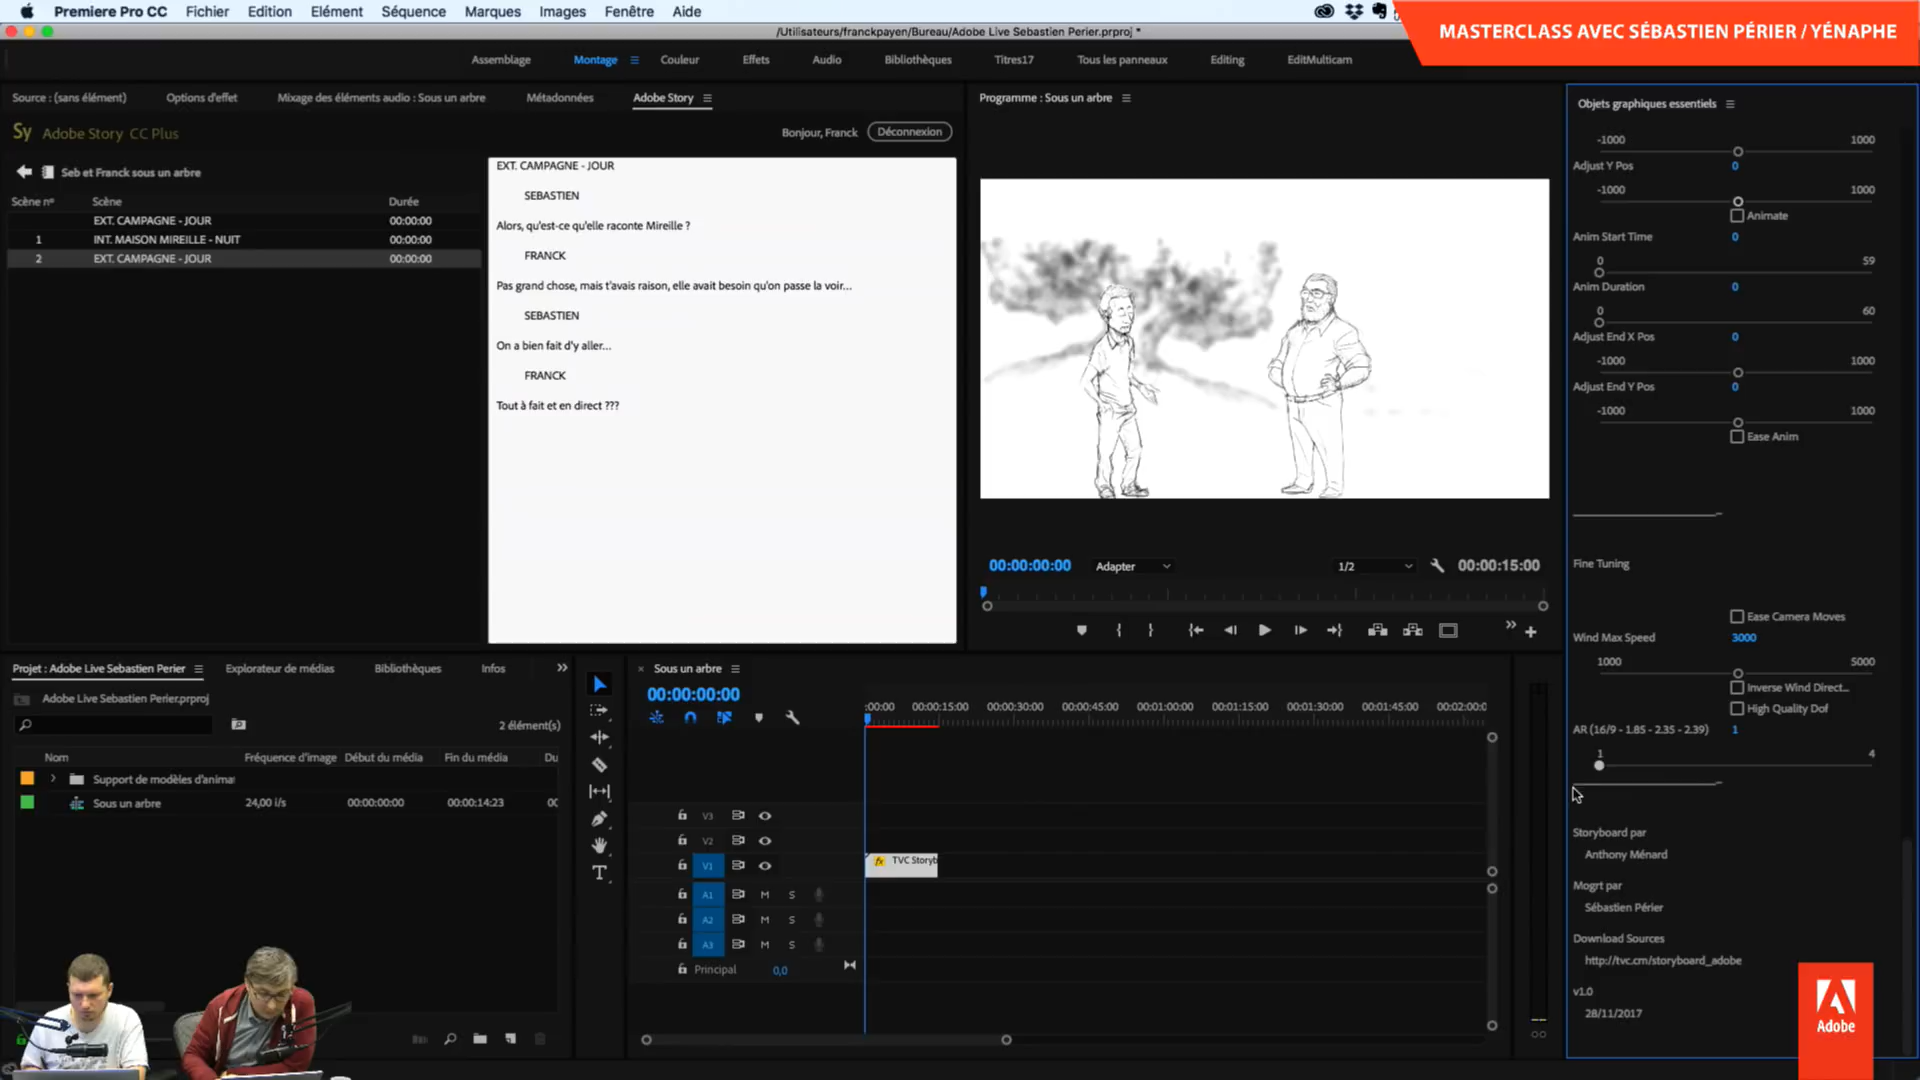 Premiere Pro CC Fichier Edition Elément Séquence Marques Images Fenêtre Aide
MASTERCLASS AVEC SÉBASTIEN PÉRIER / YÉNAPHE
/Utilisateurs/franckpayen/Bureau/Adobe Live Sebastien Perier.prproj *
Assemblage Montage Couleur Effets Audio Bibliothèques Titres17 Tous les panneaux Editing EditMulticam
Source : (sans élément) Options d'effet Mixage des éléments audio : Sous un arbre Métadonnées Adobe Story
Sy Adobe Story CC Plus
Bonjour, Franck Déconnexion
Seb et Franck sous un arbre
Scène nº Scène Durée
EXT. CAMPAGNE - JOUR 00:00:00
1 INT. MAISON MIREILLE - NUIT 00:00:00
2 EXT. CAMPAGNE - JOUR 00:00:00
EXT. CAMPAGNE - JOUR
SEBASTIEN
Alors, qu'est-ce qu'elle raconte Mireille ?
FRANCK
Pas grand chose, mais t'avais raison, elle avait besoin qu'on passe la voir...
SEBASTIEN
On a bien fait d'y aller...
FRANCK
Tout à fait et en direct ???
Programme : Sous un arbre
00:00:00:00 Adapter 1/2 00:00:15:00
Objets graphiques essentiels
-1000 1000
Adjust Y Pos 0
-1000 1000
Animate
Anim Start Time 0
0 59
Anim Duration 0
0 60
Adjust End X Pos 0
-1000 1000
Adjust End Y Pos 0
-1000 1000
Ease Anim
Fine Tuning
Ease Camera Moves
Wind Max Speed 3000
1000 5000
Inverse Wind Direct...
High Quality Dof
AR (16/9 - 1.85 - 2.35 - 2.39) 1
1 4
Storyboard par
Anthony Ménard
Mogrt par
Sébastien Périer
Download Sources
http://tvc.cm/storyboard_adobe
v1.0
28/11/2017
Adobe
Projet : Adobe Live Sebastien Perier Explorateur de médias Bibliothèques Infos
Adobe Live Sebastien Perier.prproj
2 élément(s)
Nom Fréquence d'image Début du média Fin du média Du
Support de modèles d'anima
Sous un arbre 24,00 i/s 00:00:00:00 00:00:14:23 00
Sous un arbre
00:00:00:00
:00:00 00:00:15:00 00:00:30:00 00:00:45:00 00:01:00:00 00:01:15:00 00:01:30:00 00:01:45:00 00:02:00:0
V3
V2
V1 fx TVC Storyb
A1 M S
A2 M S
A3 M S
Principal 0,0